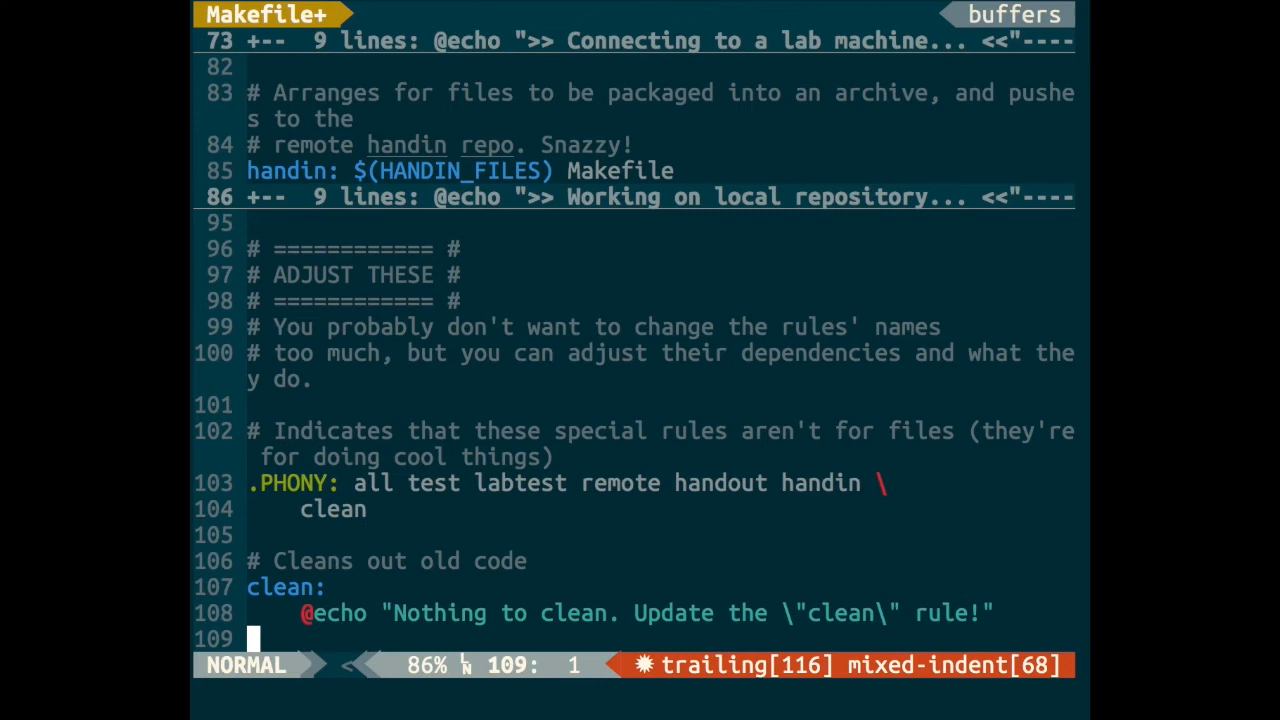 Makefile+ buffers
73 +--  9 lines: @echo ">> Connecting to a lab machine... <<"----
82
83 # Arranges for files to be packaged into an archive, and pushe
s to the
84 # remote handin repo. Snazzy!
85 handin: $(HANDIN_FILES) Makefile
86 +--  9 lines: @echo ">> Working on local repository... <<"----
95
96 # ============ #
97 # ADJUST THESE #
98 # ============ #
99 # You probably don't want to change the rules' names
100 # too much, but you can adjust their dependencies and what the
y do.
101
102 # Indicates that these special rules aren't for files (they're
for doing cool things)
103 .PHONY: all test labtest remote handout handin \
104     clean
105
106 # Cleans out old code
107 clean:
108     @echo "Nothing to clean. Update the \"clean\" rule!"
109
NORMAL < 86% LN 109: 1 ✹ trailing[116] mixed-indent[68]